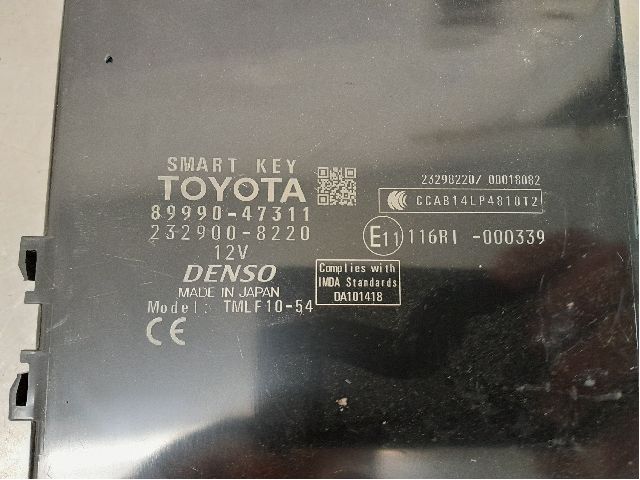 SMART KEY
TOYOTA
89990-47311
232900-8220
12V
DENSO
MADE IN JAPAN
Model: TMLF10-54
CE
23298220/ 00018082
CCAB14LP4810T2
E11 116RI -000339
Complies with
IMDA Standards
DA101418